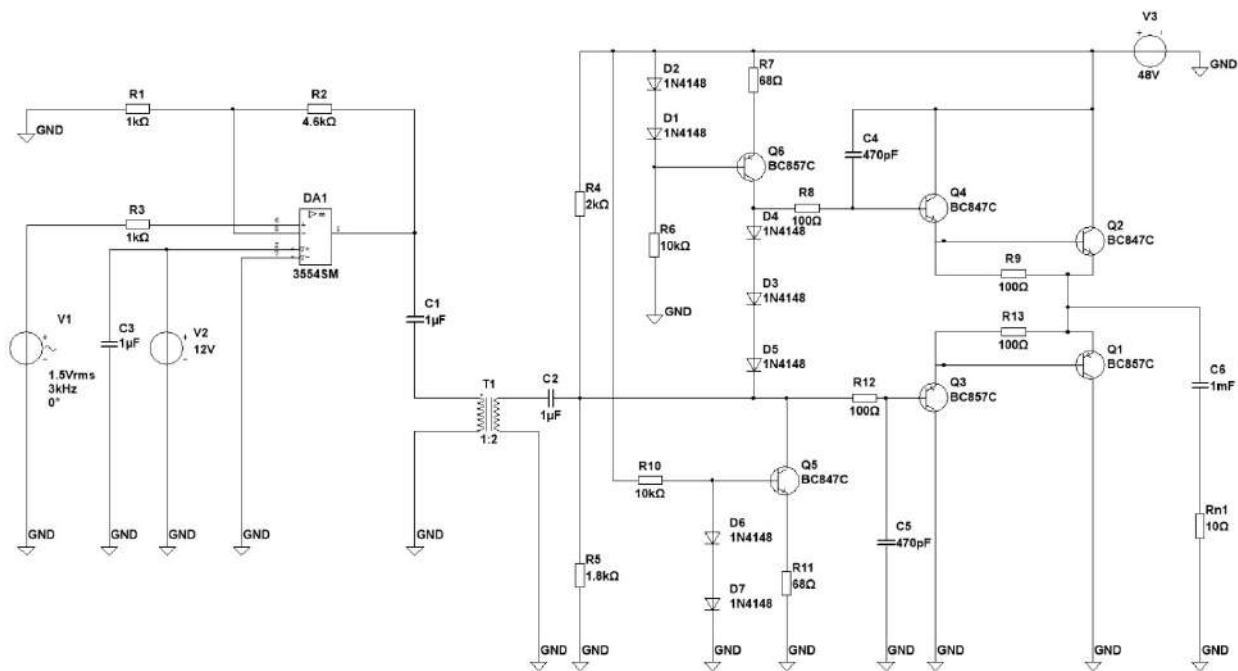 V3
48V
GND
D2
1N4148
R7
68Ω
R1
1kΩ
R2
4.6kΩ
GND
D1
1N4148
C4
470pF
Q6
BC857C
R4
2kΩ
R8
100Ω
Q4
BC847C
DA1
3554SM
R3
1kΩ
R6
10kΩ
D4
1N4148
Q2
BC847C
R9
100Ω
GND
D3
1N4148
C1
1µF
R13
100Ω
V1
1.5Vrms
3kHz
0°
C3
1µF
V2
12V
D5
1N4148
Q1
BC857C
T1
1:2
C2
1µF
R12
100Ω
Q3
BC857C
C6
1mF
R10
10kΩ
Q5
BC847C
Rn1
10Ω
D6
1N4148
C5
470pF
GND
GND
GND
GND
GND
R5
1.8kΩ
R11
68Ω
D7
1N4148
GND
GND
GND
GND
GND
GND
GND
GND